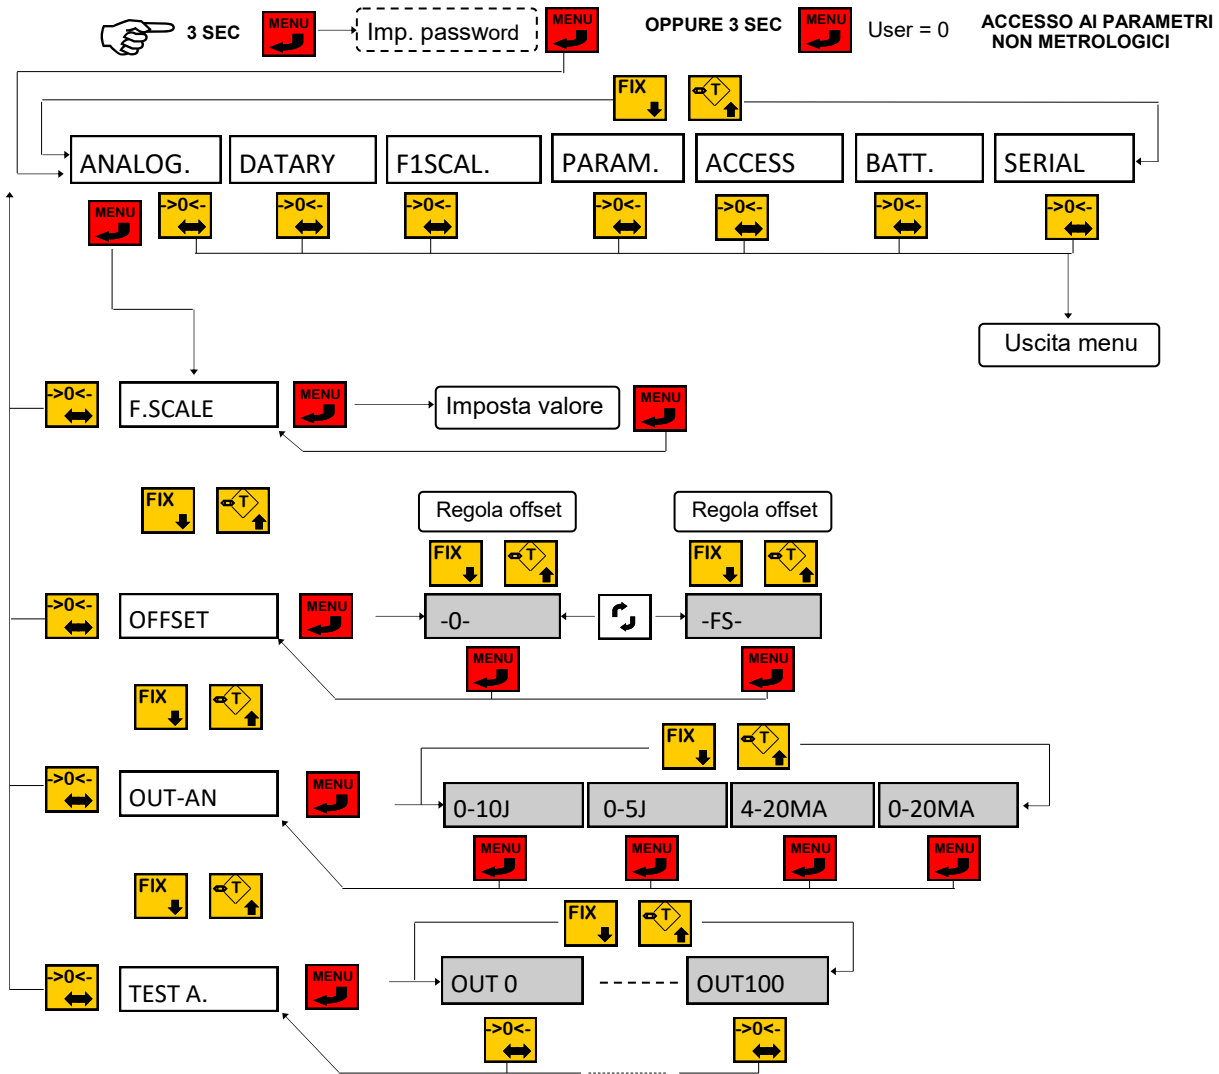 3 SEC
MENU
Imp. password
MENU
OPPURE 3 SEC
MENU
User = 0
ACCESSO AI PARAMETRI
NON METROLOGICI
FIX
T
ANALOG.
DATARY
F1SCAL.
PARAM.
ACCESS
BATT.
SERIAL
MENU
->0<-
->0<-
->0<-
->0<-
->0<-
->0<-
->0<-
Uscita menu
->0<-
F.SCALE
MENU
Imposta valore
MENU
FIX
T
Regola offset
Regola offset
FIX
T
FIX
T
->0<-
OFFSET
MENU
-0-
-FS-
MENU
MENU
FIX
T
FIX
T
->0<-
OUT-AN
MENU
0-10J
0-5J
4-20MA
0-20MA
MENU
MENU
MENU
MENU
FIX
T
FIX
T
->0<-
TEST A.
MENU
OUT 0
OUT100
->0<-
->0<-